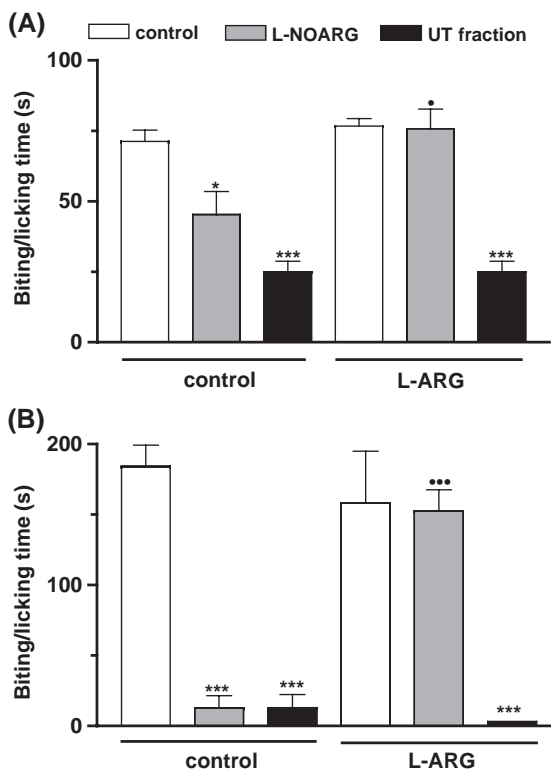 (A)
control L-NOARG UT fraction
Biting/licking time (s)
100
50
0
*
***
•
***
control L-ARG
(B)
Biting/licking time (s)
200
100
0
***
***
•••
***
control L-ARG